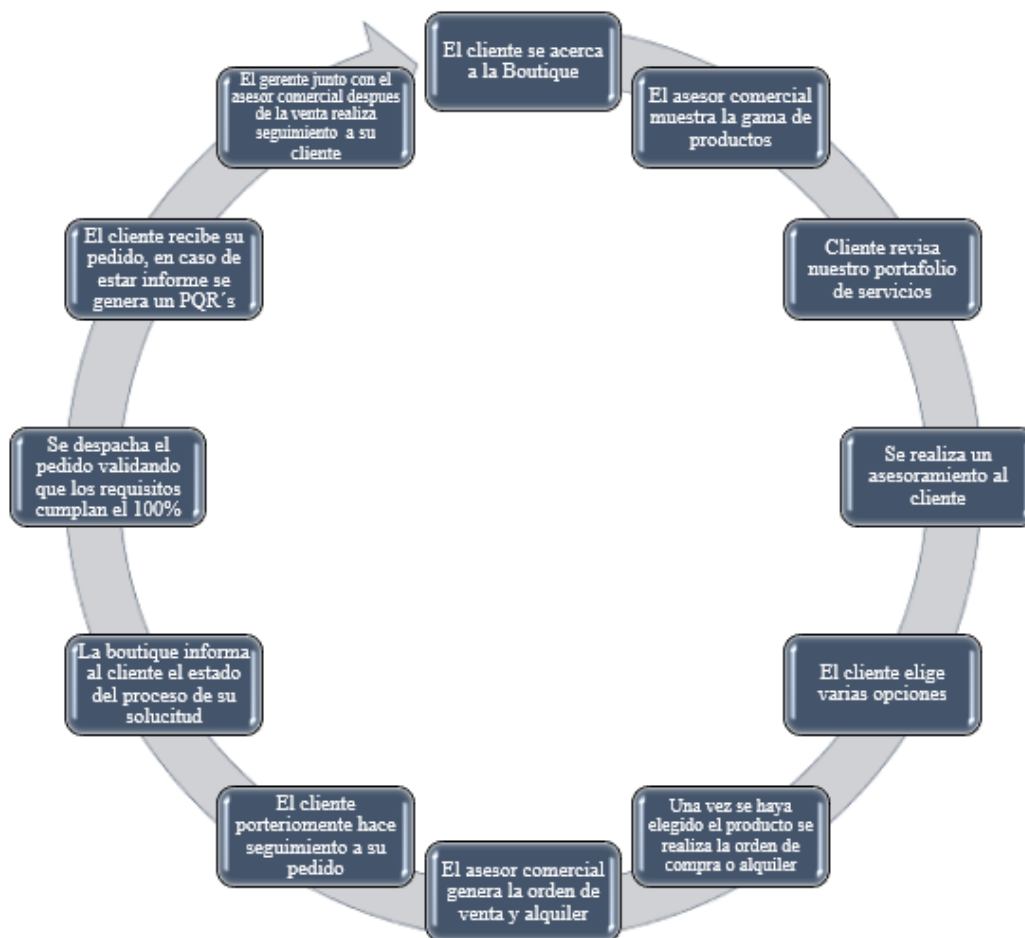 El cliente se acerca
a la Boutique
El asesor comercial
muestra la gama de
productos
Cliente revisa
nuestro portafolio
de servicios
Se realiza un
asesoramiento al
cliente
El cliente elige
varias opciones
Una vez se haya
elegido el producto se
realiza la orden de
compra o alquiler
El asesor comercial
genera la orden de
venta y alquiler
El cliente
porteriomente hace
seguimiento a su
pedido
La boutique informa
al cliente el estado
del proceso de su
solucitud
Se despacha el
pedido validando
que los requisitos
cumplan el 100%
El cliente recibe su
pedido, en caso de
estar informe se
genera un PQR´s
El gerente junto con el
asesor comercial despues
de la venta realiza
seguimiento a su
cliente